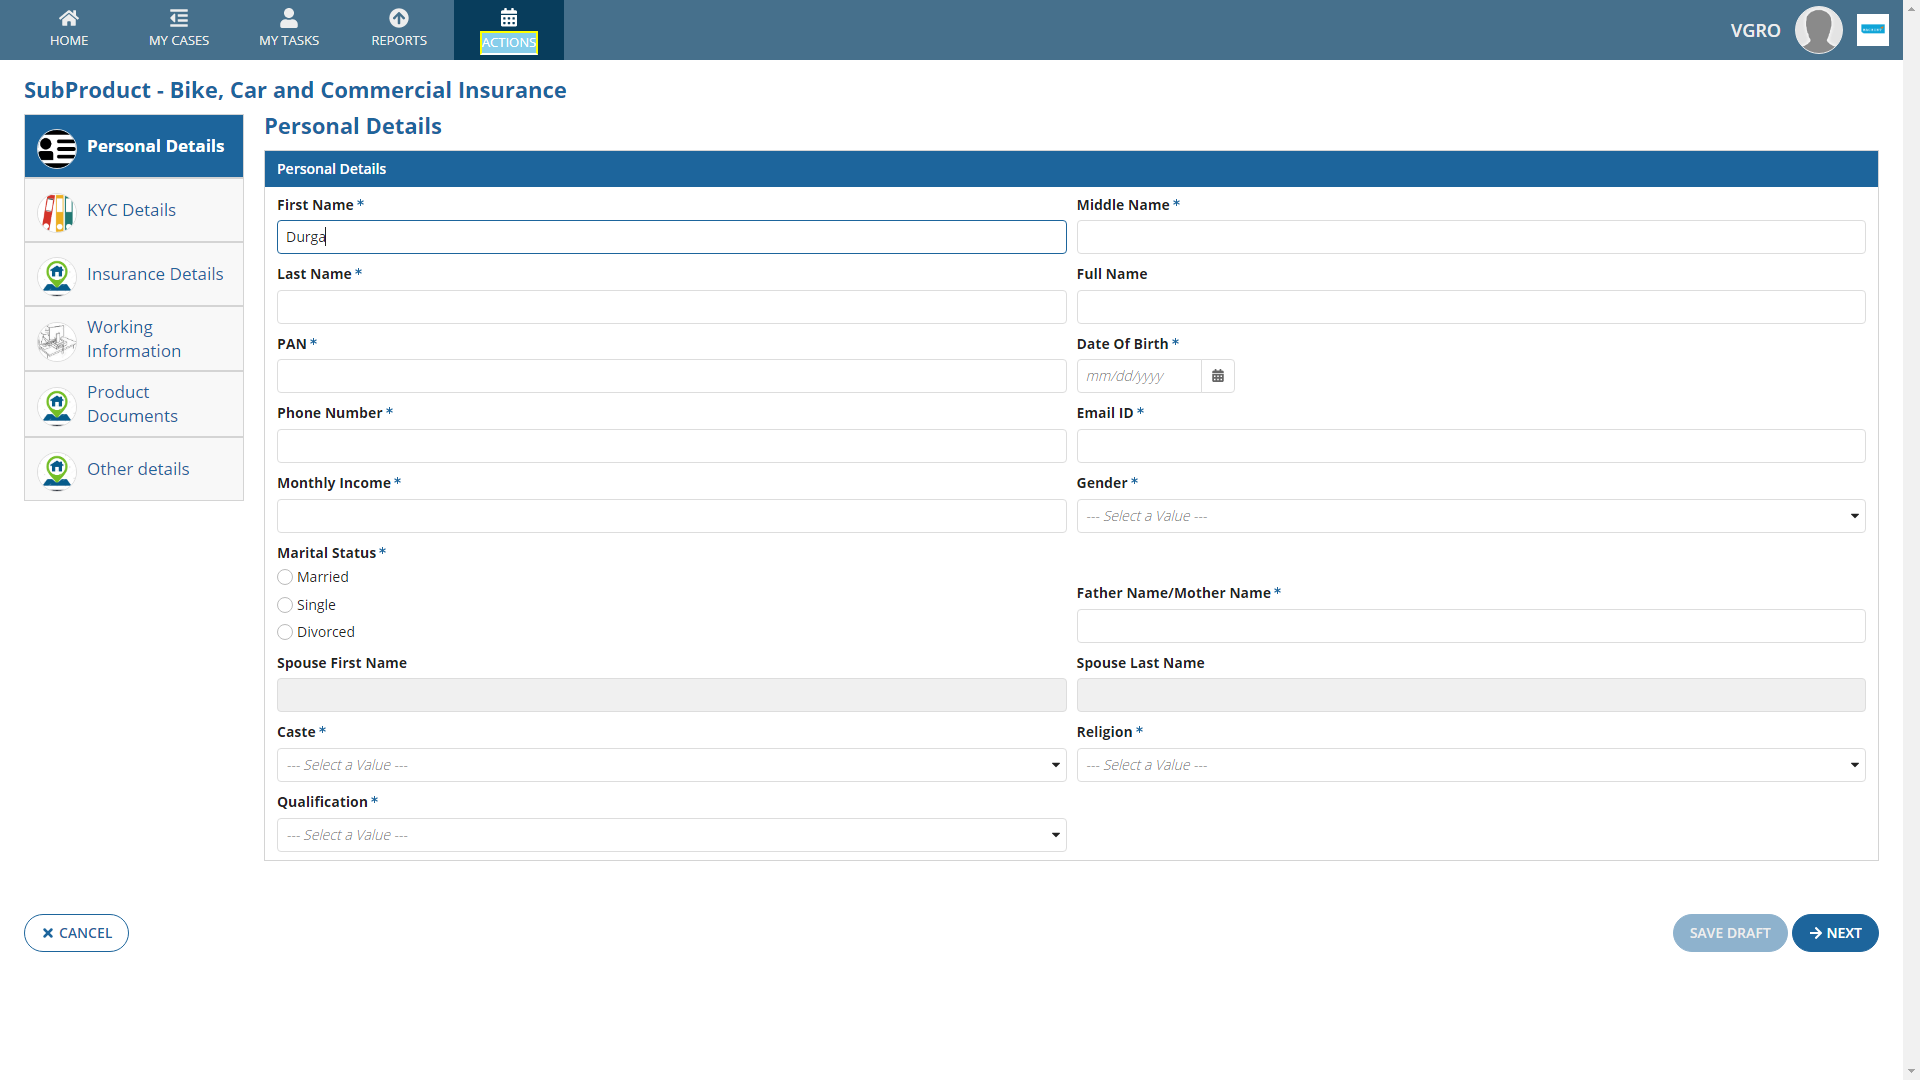 HOME
MY CASES
MY TASKS
REPORTS
ACTIONS
VGRO
SubProduct - Bike, Car and Commercial Insurance
Personal Details
KYC Details
Insurance Details
Working
Information
Product
Documents
Other details
Personal Details
Personal Details
First Name *
Durga
Middle Name *
Last Name *
Full Name
PAN *
Date Of Birth *
mm/dd/yyyy
Phone Number *
Email ID *
Monthly Income *
Gender *
--- Select a Value ---
Marital Status *
Married
Single
Divorced
Father Name/Mother Name *
Spouse First Name
Spouse Last Name
Caste *
--- Select a Value ---
Religion *
--- Select a Value ---
Qualification *
--- Select a Value ---
CANCEL
SAVE DRAFT
NEXT